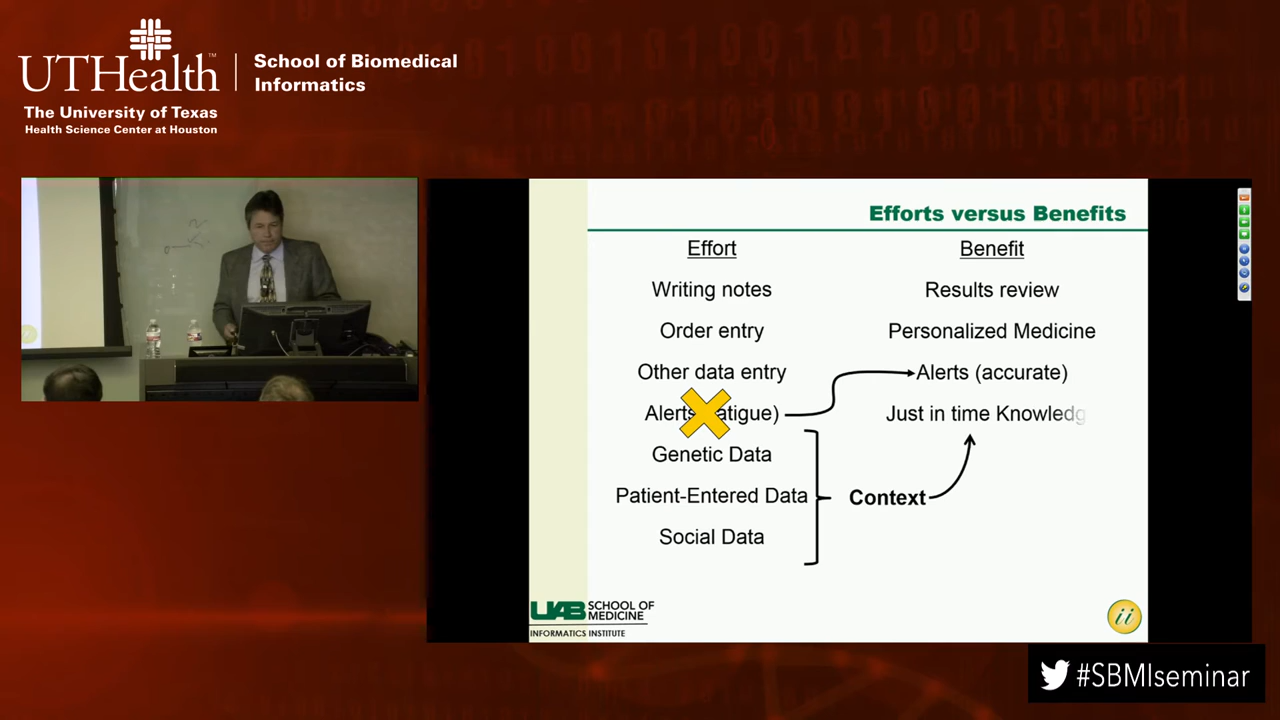 UTHealth™
School of Biomedical
Informatics
The University of Texas
Health Science Center at Houston
Efforts versus Benefits
Effort
Benefit
Writing notes
Results review
Order entry
Personalized Medicine
Other data entry
Alerts (accurate)
Alerts atigue)
Just in time Knowledg
Genetic Data
Patient-Entered Data
Context
Social Data
UAB SCHOOL OF
MEDICINE
INFORMATICS INSTITUTE
ii
#SBMIseminar